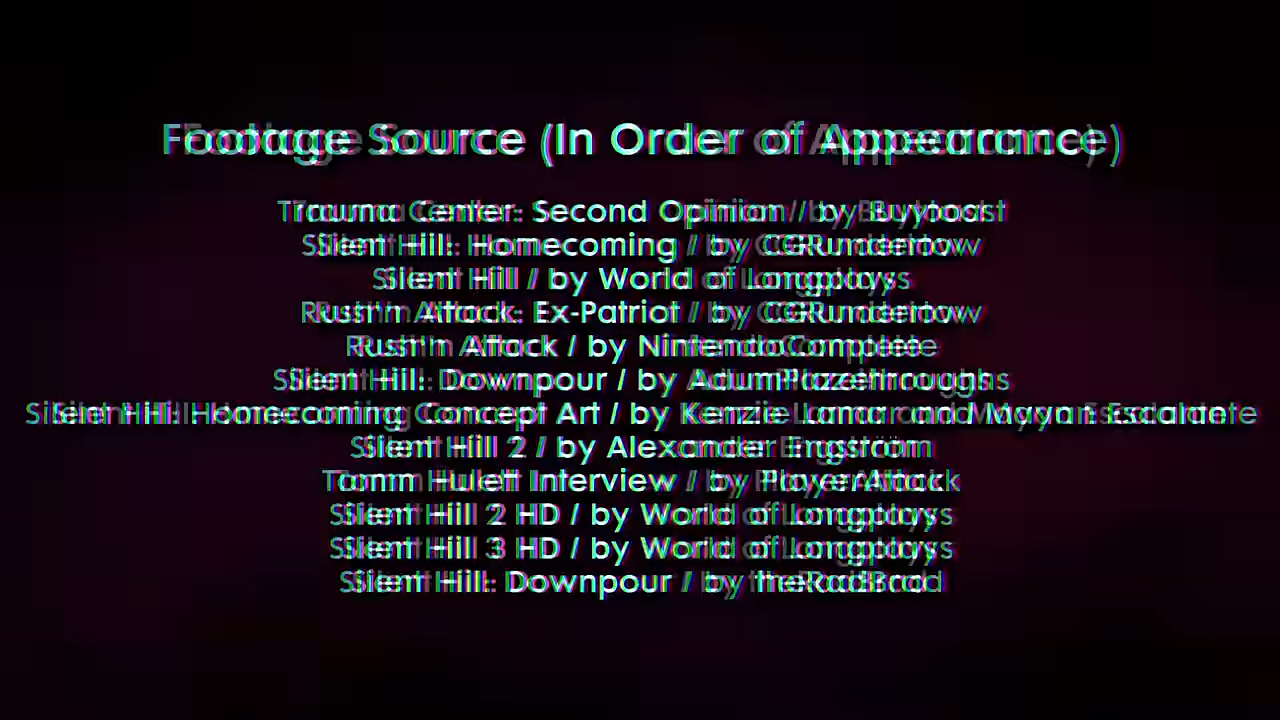 Footage Source (In Order of Appearance)
Trauma Center: Second Opinion / by Buylost
Silent Hill: Homecoming / by CGRundertow
Silent Hill / by World of Longplays
Rush'n Attack: Ex-Patriot / by CGRundertow
Rush'n Attack / by NintendoComplete
Silent Hill: Downpour / by AdumPlazethroughs
Silent Hill: Homecoming Concept Art / by Kenzie Lamar and Mayan Escalante
Silent Hill 2 / by Alexander Engström
Tomm Hulett Interview / by PlayerAttack
Silent Hill 2 HD / by World of Longplays
Silent Hill 3 HD / by World of Longplays
Silent Hill: Downpour / by theRadBrad